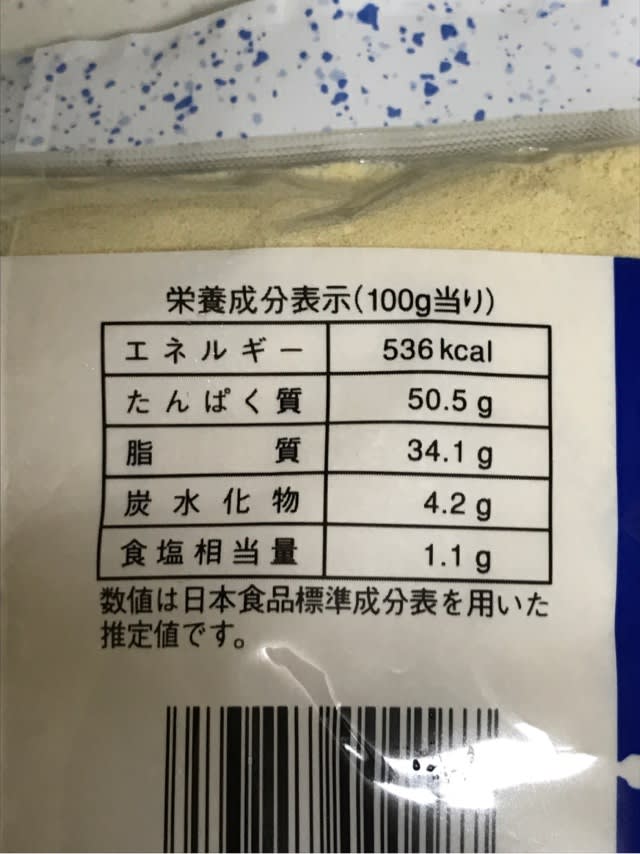 栄養成分表示(100g当り)
エネルギー 536kcal
たんぱく質 50.5g
脂質 34.1g
炭水化物 4.2g
食塩相当量 1.1g
数値は日本食品標準成分表を用いた
推定値です。